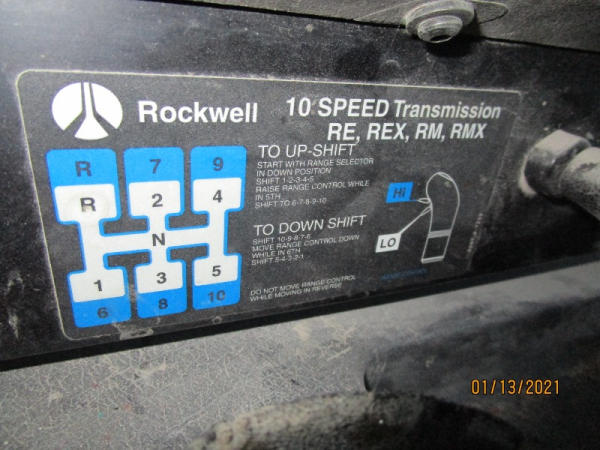 Rockwell
10 SPEED Transmission
RE, REX, RM, RMX
R 7 9
R 2 4
N
1 3 5
6 8 10
TO UP-SHIFT
START WITH RANGE SELECTOR
IN DOWN POSITION
SHIFT 1-2-3-4-5
RAISE RANGE CONTROL WHILE
IN 5TH
SHIFT TO 6-7-8-9-10
TO DOWN SHIFT
SHIFT 10-9-8-7-6
MOVE RANGE CONTROL DOWN
WHILE IN 6TH
SHIFT 5-4-3-2-1
DO NOT MOVE RANGE CONTROL
WHILE MOVING IN REVERSE
Hi
LO
RANGE CONTROL
01/13/2021